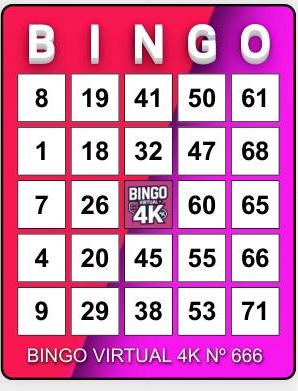 B I N G O
8 19 41 50 61
1 18 32 47 68
7 26 BINGO VIRTUAL 4K 60 65
4 20 45 55 66
9 29 38 53 71
BINGO VIRTUAL 4K Nº 666